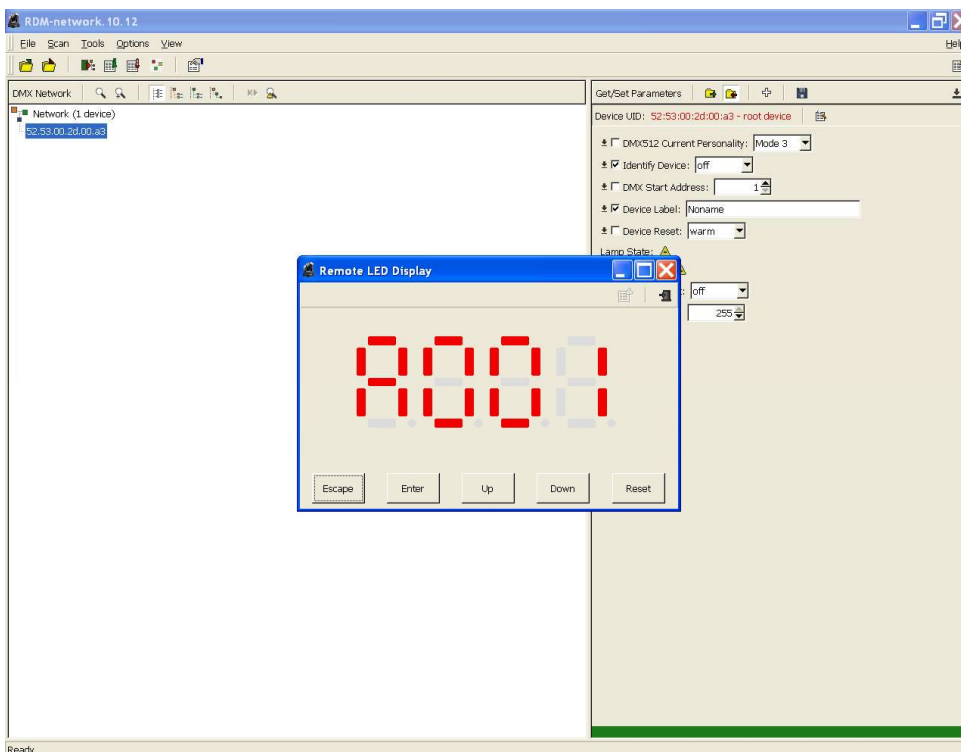 RDM-network.10.12
File Scan Tools Options View
DMX Network
Network (1 device)
52.53.00.2d.00.a3
Get/Set Parameters
Device UID: 52:53:00:2d:00:a3 - root device
DMX512 Current Personality: Mode 3
Identify Device: off
DMX Start Address: 1
Device Label: Noname
Device Reset: warm
Lamp State:
: off
255
Remote LED Display
A001
Escape Enter Up Down Reset
Ready